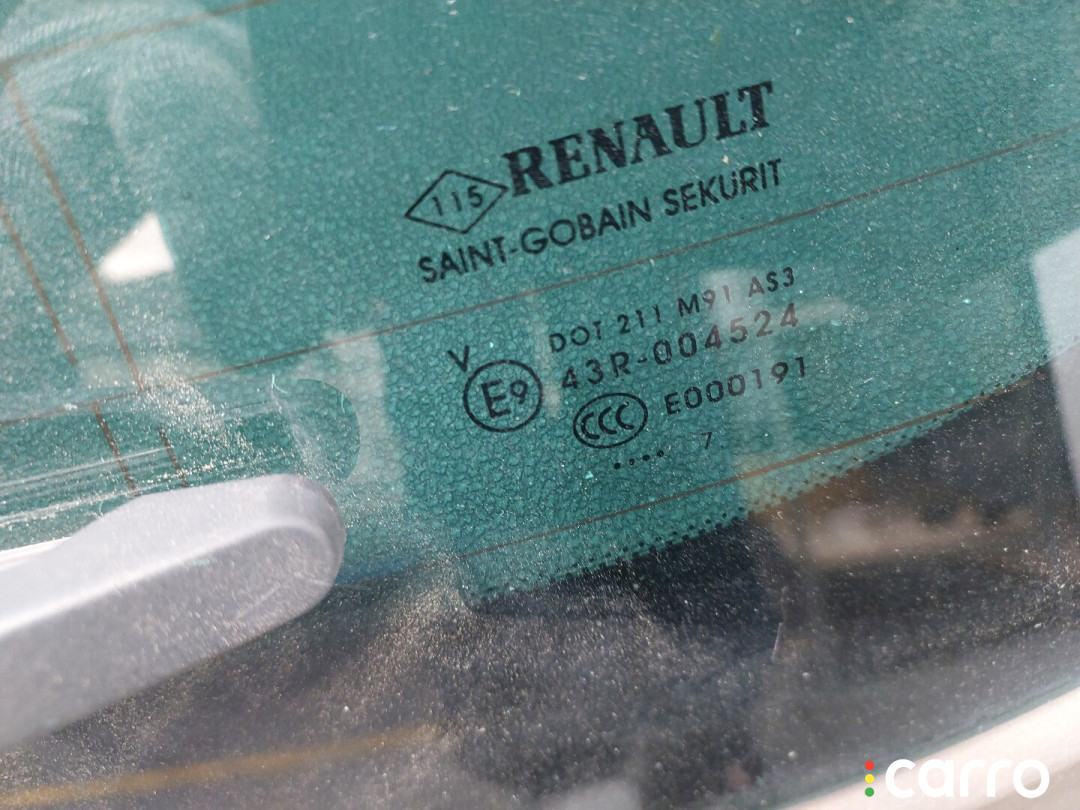 115 RENAULT
SAINT-GOBAIN SEKURIT
DOT 211 M91 AS3
V
E9 43R-004524
CCC E000191
.... 7
carro